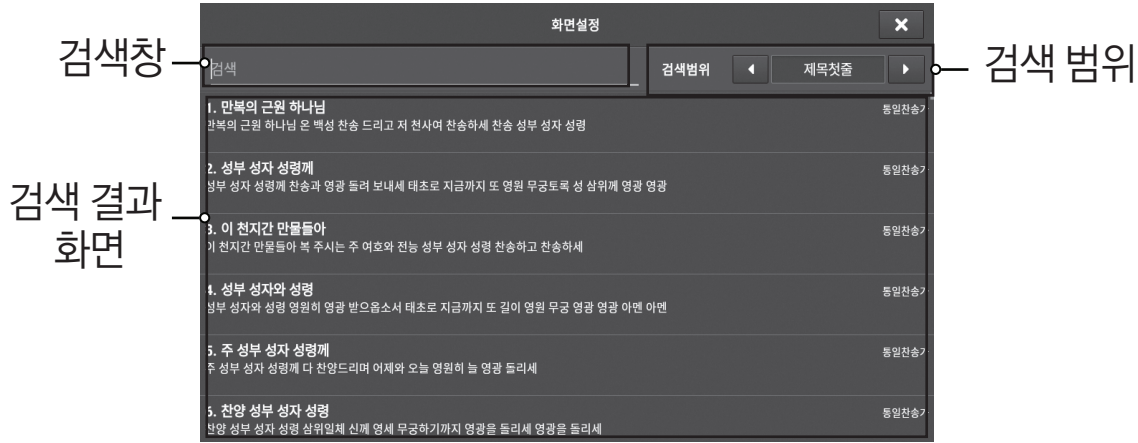 화면설정
검색창
검색
검색범위
제목첫줄
검색 범위
1. 만복의 근원 하나님
통일찬송가
만복의 근원 하나님 온 백성 찬송 드리고 저 천사여 찬송하세 찬송 성부 성자 성령
2. 성부 성자 성령께
통일찬송가
성부 성자 성령께 찬송과 영광 돌려 보내세 태초로 지금까지 또 영원 무궁토록 성 삼위께 영광 영광
검색 결과
화면
3. 이 천지간 만물들아
통일찬송가
이 천지간 만물들아 복 주시는 주 여호와 전능 성부 성자 성령 찬송하고 찬송하세
4. 성부 성자와 성령
통일찬송가
성부 성자와 성령 영원히 영광 받으옵소서 태초로 지금까지 또 길이 영원 무궁 영광 영광 아멘 아멘
5. 주 성부 성자 성령께
통일찬송가
주 성부 성자 성령께 다 찬양드리며 어제와 오늘 영원히 늘 영광 돌리세
6. 찬양 성부 성자 성령
통일찬송가
찬양 성부 성자 성령 삼위일체 신께 영세 무궁하기까지 영광을 돌리세 영광을 돌리세